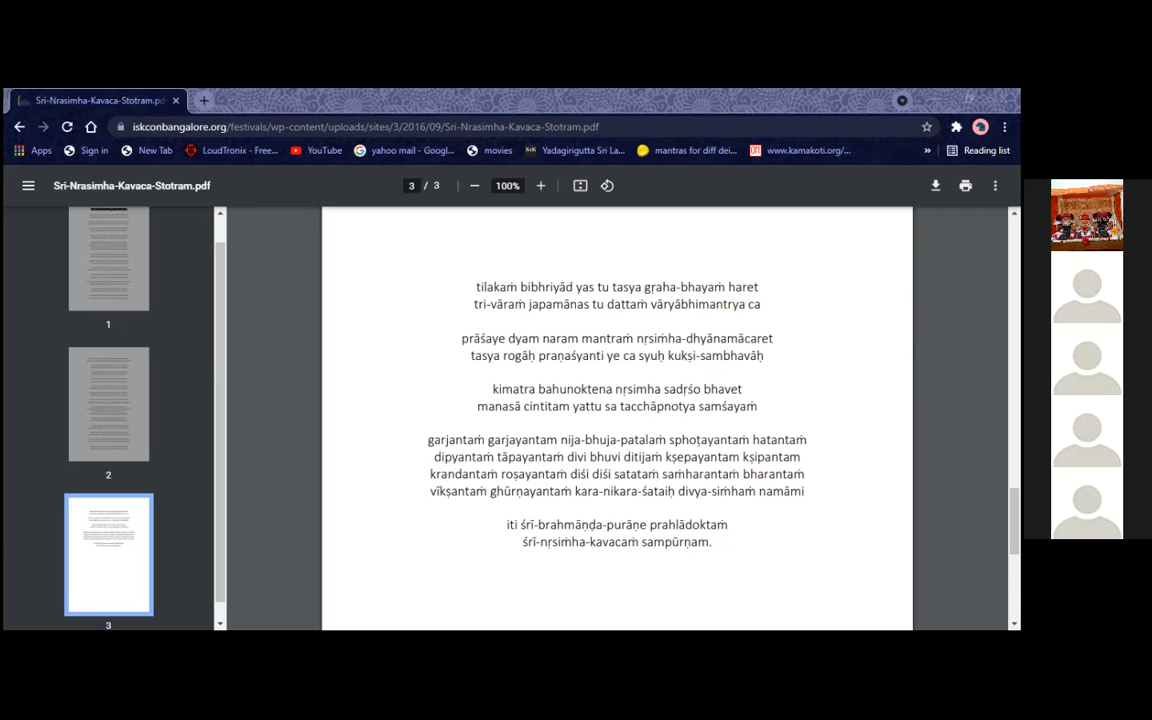 Sri-Nrasimha-Kavaca-Stotram.pdf
iskconbangalore.org/festivals/wp-content/uploads/sites/3/2016/09/Sri-Nrasimha-Kavaca-Stotram.pdf
Apps Sign in New Tab LoudTronix - Free... YouTube yahoo mail - Googl... movies Yadagirigutta Sri La... mantras for diff dei... www.kamakoti.org/... » Reading list
Sri-Nrasimha-Kavaca-Stotram.pdf 3 / 3 — 100% +
1
2
3
tilakaṁ bibhriyād yas tu tasya graha-bhayaṁ haret
tri-vāraṁ japamānas tu dattaṁ vāryābhimantrya ca
prāśaye dyam naram mantraṁ nṛsiṁha-dhyānamācaret
tasya rogāḥ praṇaśyanti ye ca syuḥ kukṣi-sambhavāḥ
kimatra bahunoktena nṛsimha sadṛśo bhavet
manasā cintitam yattu sa tacchāpnotya samśayaṁ
garjantaṁ garjayantam nija-bhuja-patalaṁ sphoṭayantaṁ hatantaṁ
dipyantaṁ tāpayantaṁ divi bhuvi ditijaṁ kṣepayantam kṣipantam
krandantaṁ roṣayantaṁ diśi diśi satataṁ saṁharantaṁ bharantaṁ
vīkṣantaṁ ghūrṇayantaṁ kara-nikara-śataiḥ divya-siṁhaṁ namāmi
iti śrī-brahmāṇḍa-purāṇe prahlādoktaṁ
śrī-nṛsiṁha-kavacaṁ sampūrṇam.